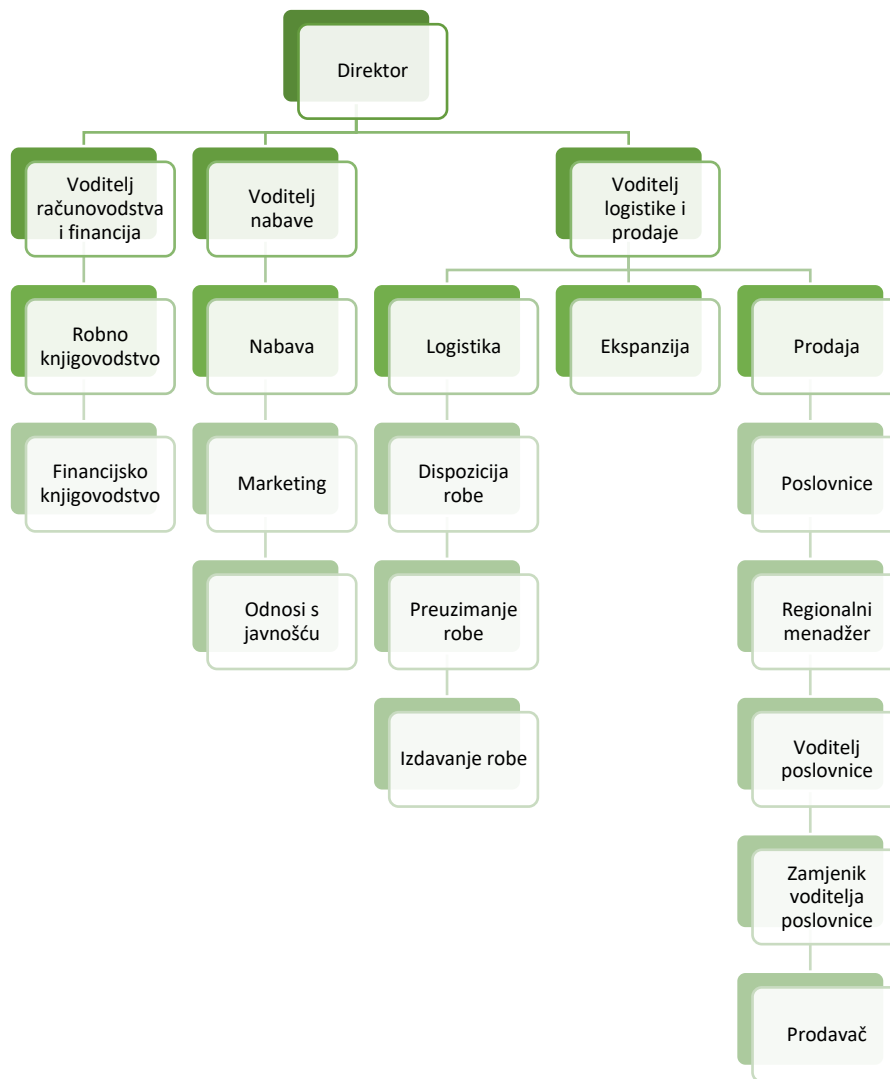 Direktor
Voditelj
računovodstva
i financija
Voditelj
nabave
Voditelj
logistike i
prodaje
Robno
knjigovodstvo
Nabava
Logistika
Ekspanzija
Prodaja
Financijsko
knjigovodstvo
Marketing
Dispozicija
robe
Poslovnice
Odnosi s
javnošću
Preuzimanje
robe
Regionalni
menadžer
Izdavanje robe
Voditelj
poslovnice
Zamjenik
voditelja
poslovnice
Prodavač